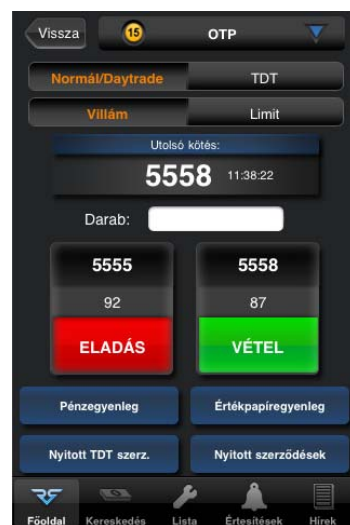 Vissza 15 OTP
Normál/Daytrade TDT
Villám Limit
Utolsó kötés:
5558 11:38:22
Darab:
5555 5558
92 87
ELADÁS VÉTEL
Pénzegyenleg Értékpapíregyenleg
Nyitott TDT szerz. Nyitott szerződések
Főoldal Kereskedés Lista Értesítések Hírek